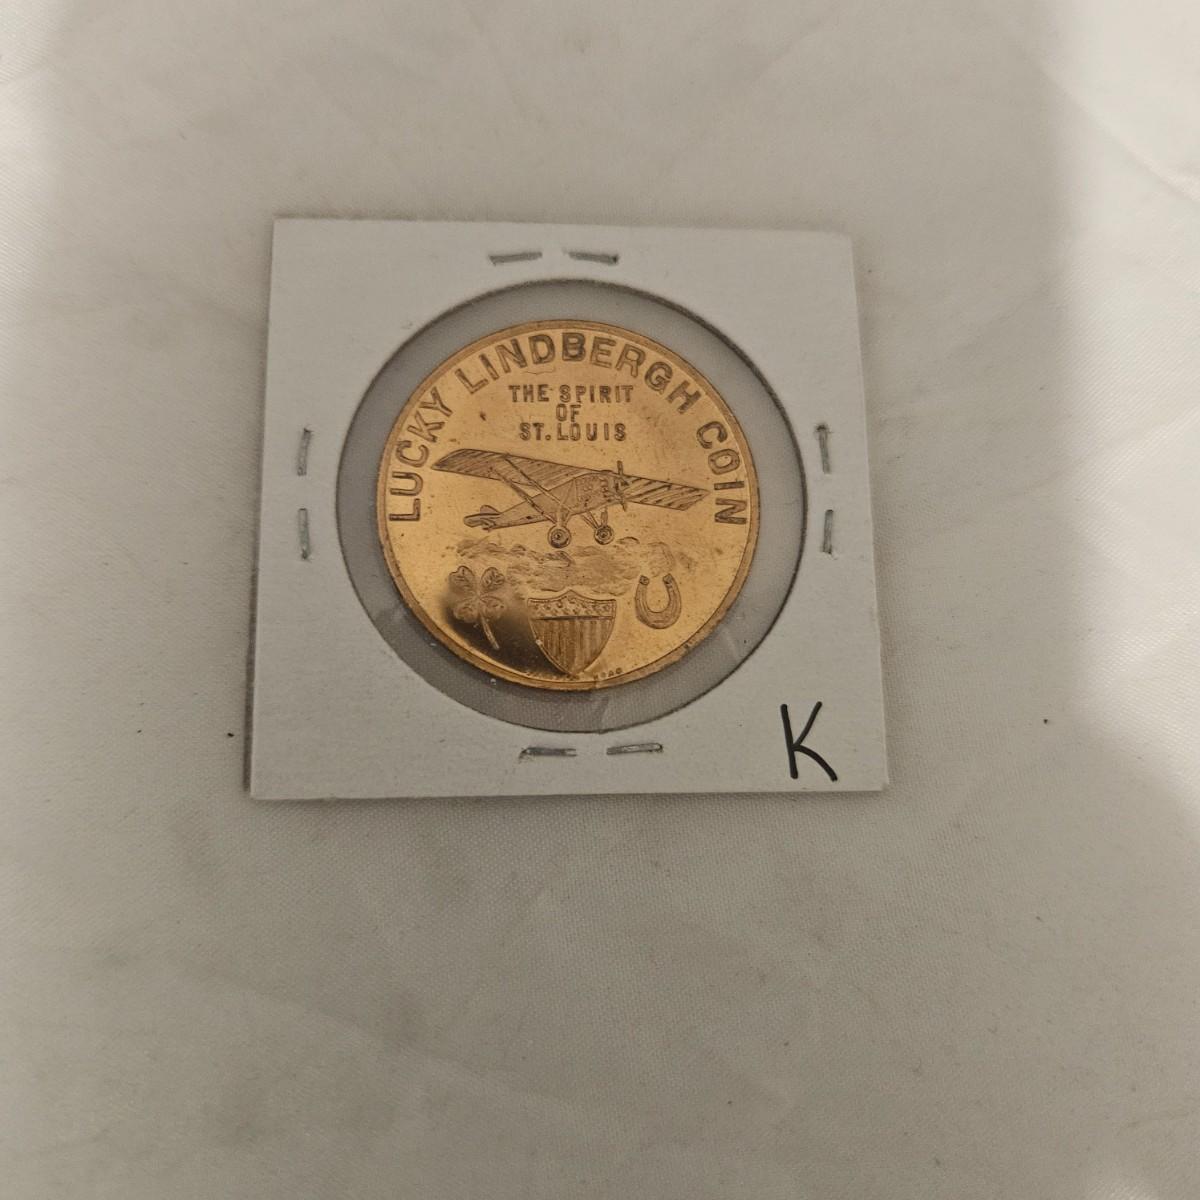 LUCKY LINDBERGH COIN
THE SPIRIT
OF
ST. LOUIS
K